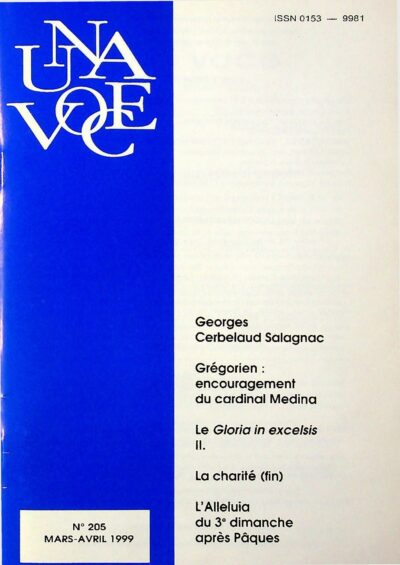 ISSN 0153 — 9981
UNA
VOCE
Georges
Cerbelaud Salagnac
Grégorien :
encouragement
du cardinal Medina
Le Gloria in excelsis
II.
La charité (fin)
L'Alleluia
du 3e dimanche
après Pâques
N° 205
MARS-AVRIL 1999